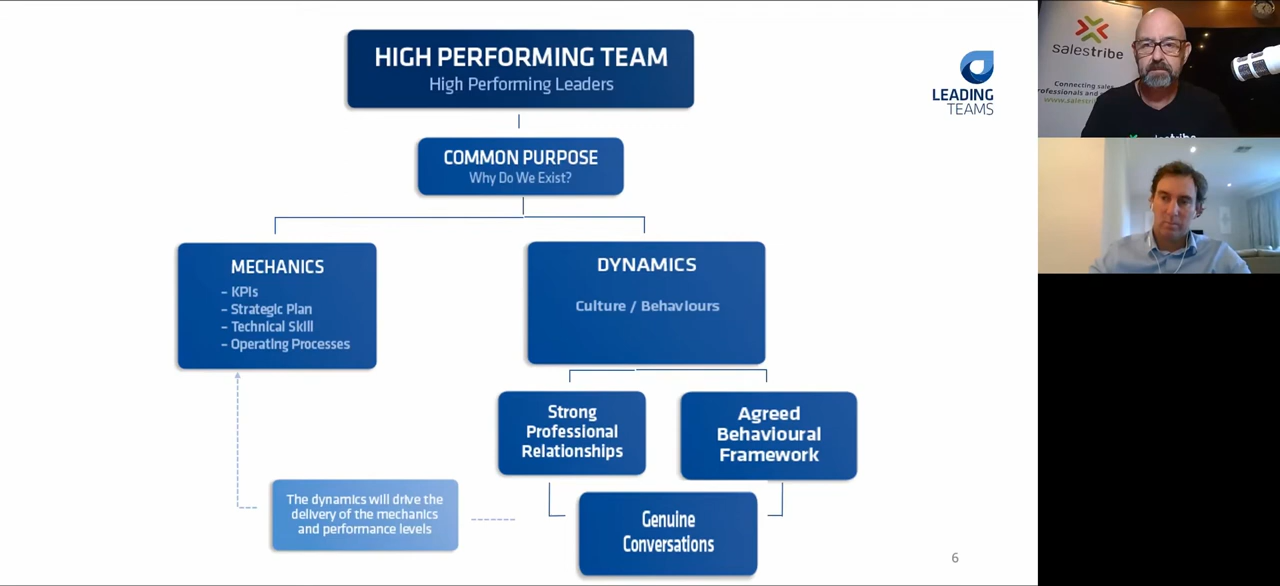 HIGH PERFORMING TEAM
High Performing Leaders
LEADING
TEAMS
COMMON PURPOSE
Why Do We Exist?
MECHANICS
– KPIs
– Strategic Plan
– Technical Skill
– Operating Processes
DYNAMICS
Culture / Behaviours
Strong
Professional
Relationships
Agreed
Behavioural
Framework
The dynamics will drive the
delivery of the mechanics
and performance levels
Genuine
Conversations
6
salestribe
Connecting sales